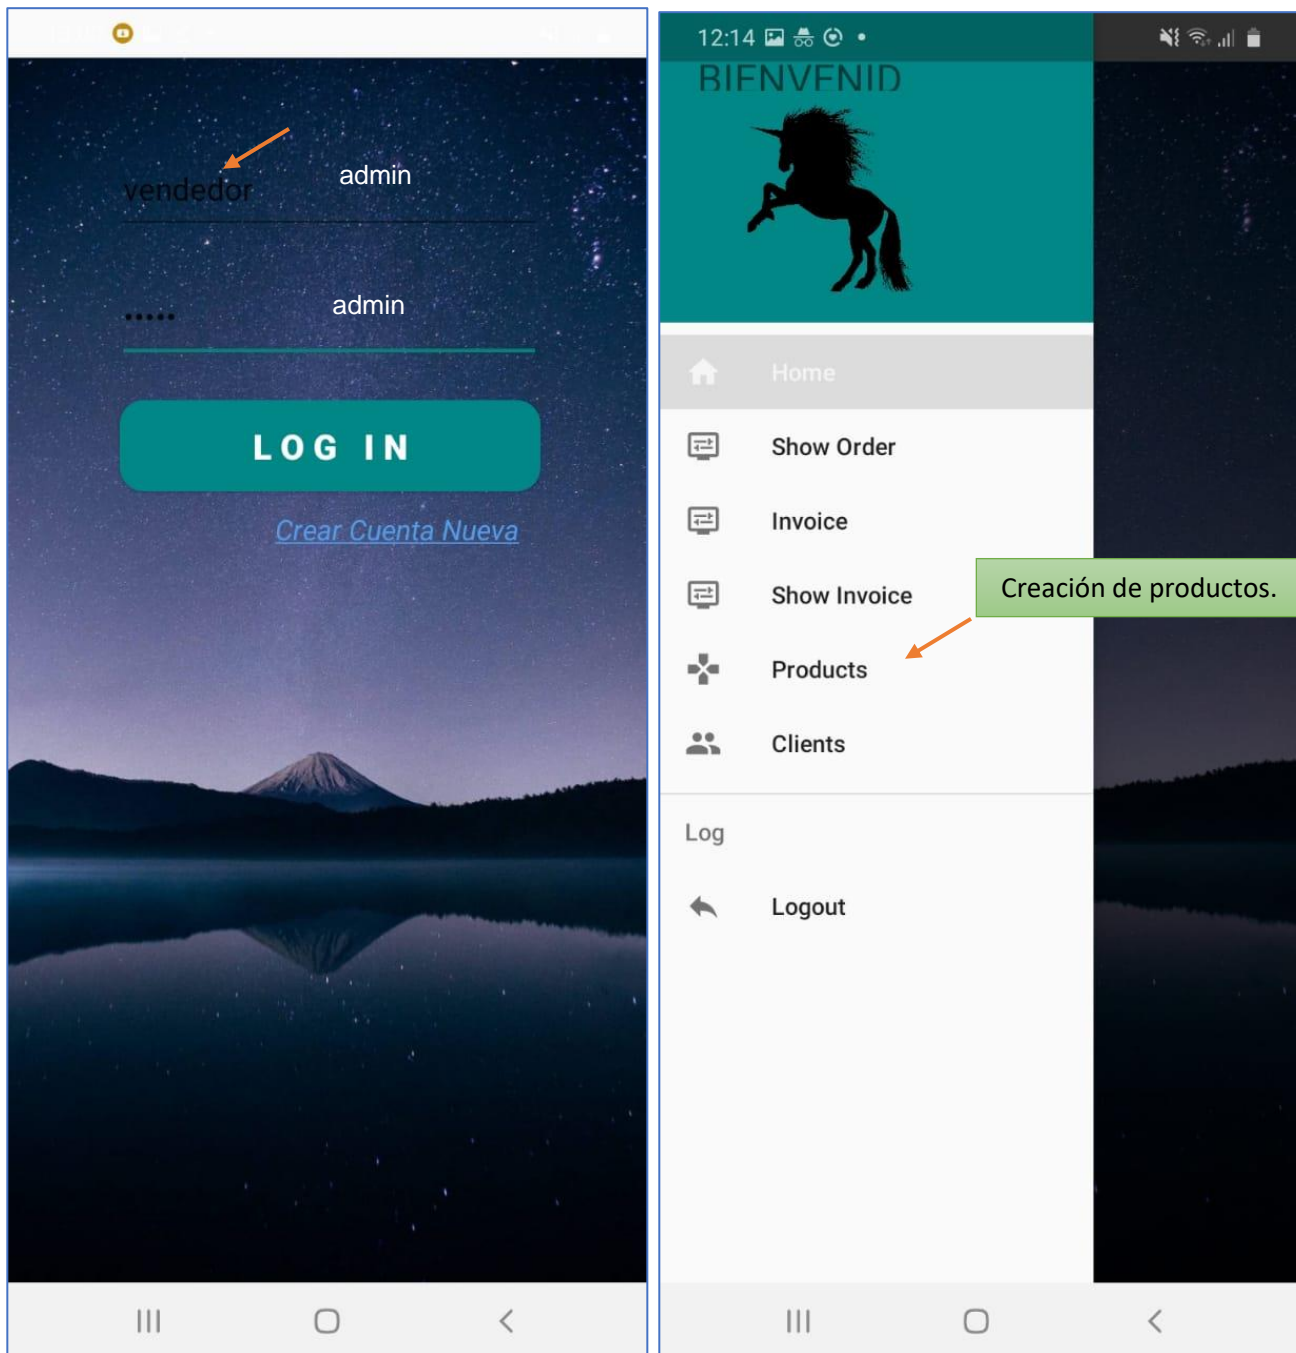 vendedor
admin
•••••
admin
LOG IN
Crear Cuenta Nueva
12:14
BIENVENID
Home
Show Order
Invoice
Show Invoice
Creación de productos.
Products
Clients
Log
Logout